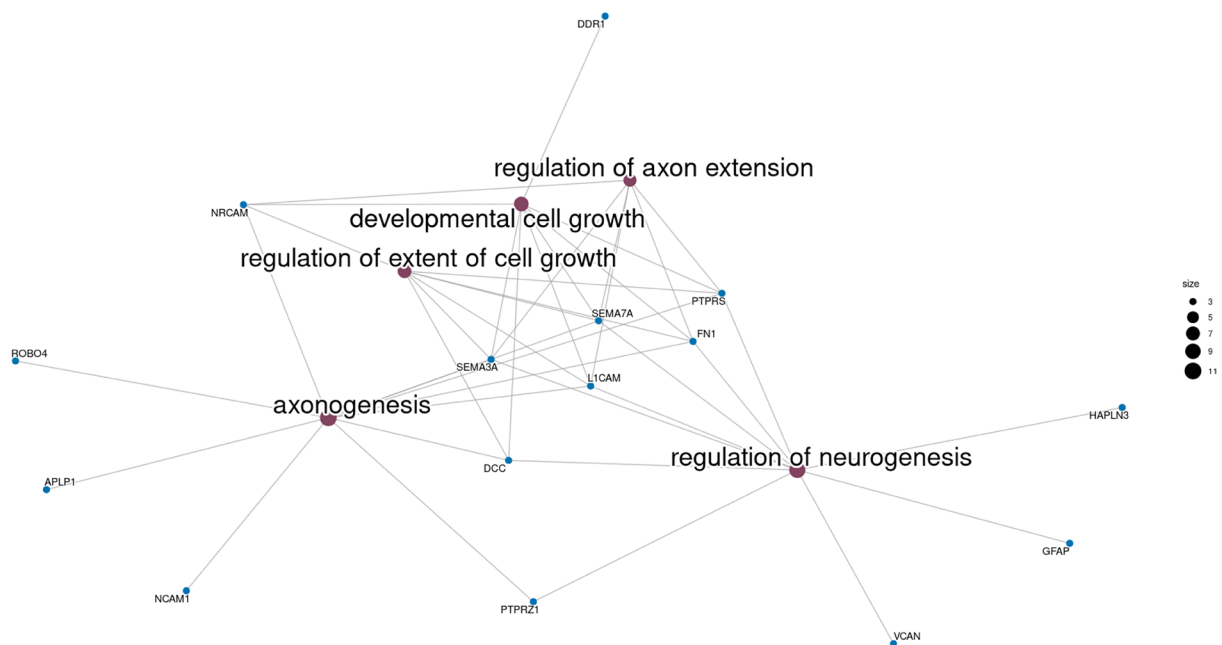 DDR1
regulation of axon extension
NRCAM
developmental cell growth
regulation of extent of cell growth
size
3
PTPRS
SEMA7A
5
FN1
7
ROBO4
9
SEMA3A
11
L1CAM
axonogenesis
HAPLN3
regulation of neurogenesis
DCC
APLP1
GFAP
NCAM1
PTPRZ1
VCAN